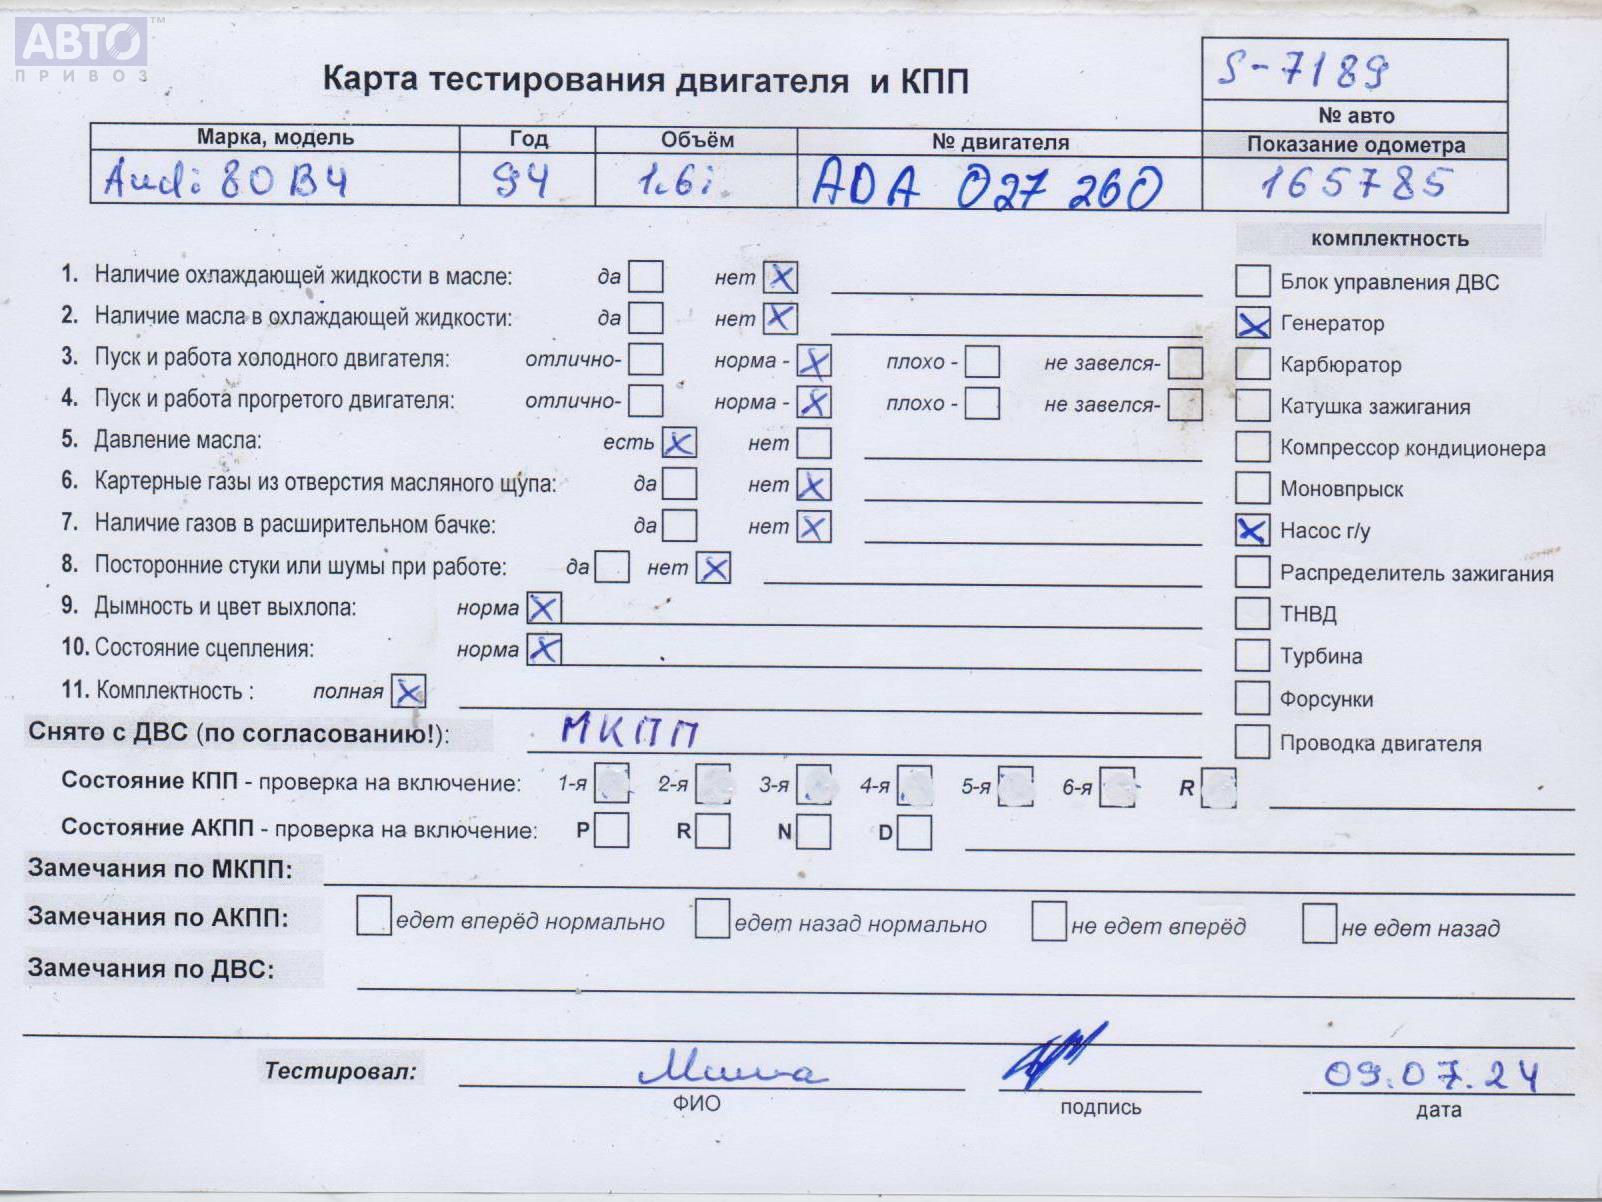 АВТО™
ПРИВОЗ
Карта тестирования двигателя и КПП
S-7189
№ авто
Марка, модель Год Объём № двигателя Показание одометра
Audi 80 B4 94 1.6i. ADA 027 260 165785
комплектность
1. Наличие охлаждающей жидкости в масле: да нет X
Блок управления ДВС
2. Наличие масла в охлаждающей жидкости: да нет X
X Генератор
3. Пуск и работа холодного двигателя: отлично- норма - X плохо - не завелся-
Карбюратор
4. Пуск и работа прогретого двигателя: отлично- норма - X плохо - не завелся-
Катушка зажигания
5. Давление масла: есть X нет
Компрессор кондиционера
6. Картерные газы из отверстия масляного щупа: да нет X
Моновпрыск
7. Наличие газов в расширительном бачке: да нет X
X Насос г/у
8. Посторонние стуки или шумы при работе: да нет X
Распределитель зажигания
9. Дымность и цвет выхлопа: норма X
ТНВД
10. Состояние сцепления: норма X
Турбина
11. Комплектность : полная X
Форсунки
Снято с ДВС (по согласованию!): МКПП
Проводка двигателя
Состояние КПП - проверка на включение: 1-я 2-я 3-я 4-я 5-я 6-я R
Состояние АКПП - проверка на включение: P R N D
Замечания по МКПП:
Замечания по АКПП: едет вперёд нормально едет назад нормально не едет вперёд не едет назад
Замечания по ДВС:
Тестировал: Миша 09.07.24
ФИО подпись дата